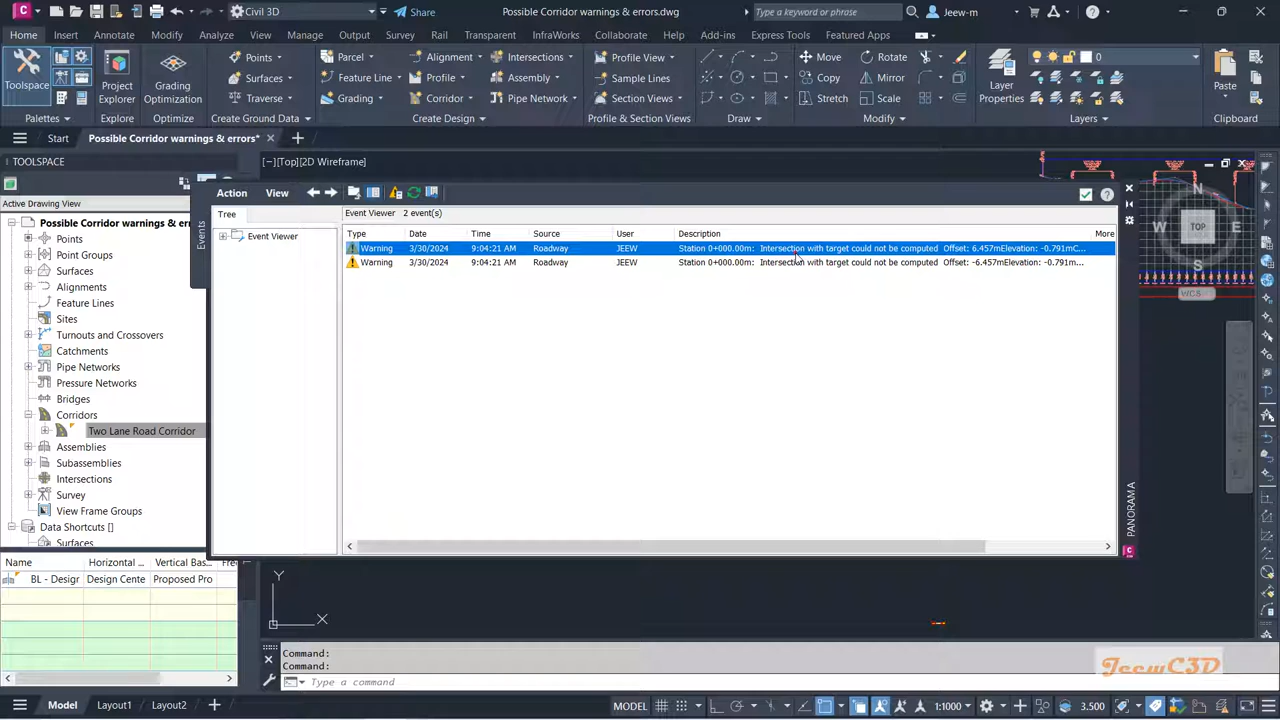 Civil 3D Share Possible Corridor warnings & errors.dwg Type a keyword or phrase Jeew-m
Home Insert Annotate Modify Analyze View Manage Output Survey Rail Transparent InfraWorks Collaborate Help Add-ins Express Tools Featured Apps
Toolspace
Project Explorer
Grading Optimization
Points
Surfaces
Traverse
Parcel
Feature Line
Grading
Alignment
Profile
Corridor
Intersections
Assembly
Pipe Network
Profile View
Sample Lines
Section Views
Move
Copy
Stretch
Rotate
Mirror
Scale
Layer Properties
0
Paste
Palettes Explore Optimize Create Ground Data Create Design Profile & Section Views Draw Modify Layers Clipboard
Start Possible Corridor warnings & errors*
TOOLSPACE
[−][Top][2D Wireframe]
Active Drawing View
Possible Corridor warnings & err
Points
Point Groups
Surfaces
Alignments
Feature Lines
Sites
Turnouts and Crossovers
Catchments
Pipe Networks
Pressure Networks
Bridges
Corridors
Two Lane Road Corridor
Assemblies
Subassemblies
Intersections
Survey
View Frame Groups
Data Shortcuts []
Surfaces
Name Horizontal Vertical Bas Fre
BL - Desigr Design Cente Proposed Pro
Events
Action View
Tree
Event Viewer
Event Viewer 2 event(s)
Type Date Time Source User Description More
Warning 3/30/2024 9:04:21 AM Roadway JEEW Station 0+000.00m: Intersection with target could not be computed Offset: 6.457mElevation: -0.791mC...
Warning 3/30/2024 9:04:21 AM Roadway JEEW Station 0+000.00m: Intersection with target could not be computed Offset: -6.457mElevation: -0.791m...
PANORAMA
N
W TOP E
S
WCS
Y
X
Command:
Command:
Type a command
JeewC3D
Model Layout1 Layout2 MODEL 1:1000 3.500